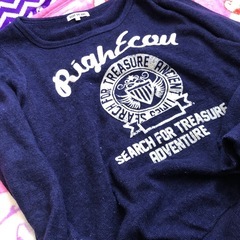 RighEcou
SEARCH FOR TREASURE ANCIENT
SEARCH FOR TREASURE
ADVENTURE